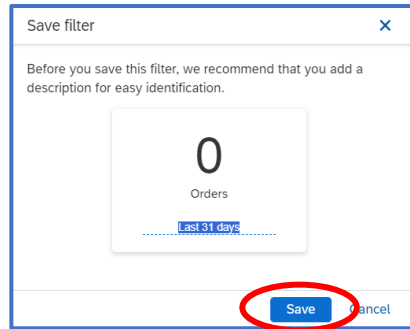 Save filter
Before you save this filter, we recommend that you add a
description for easy identification.
0
Orders
Last 31 days
Save Cancel